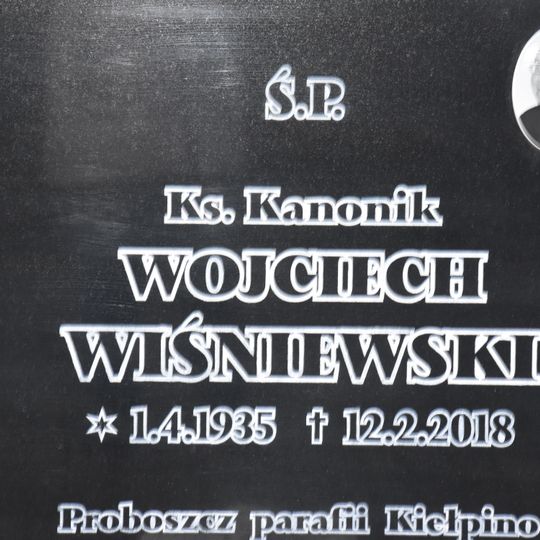 Ś.P.
Ks. Kanonik
WOJCIECH
WIŚNIEWSKI
✶ 1.4.1935 † 12.2.2018
Proboszcz parafii Kiełpino